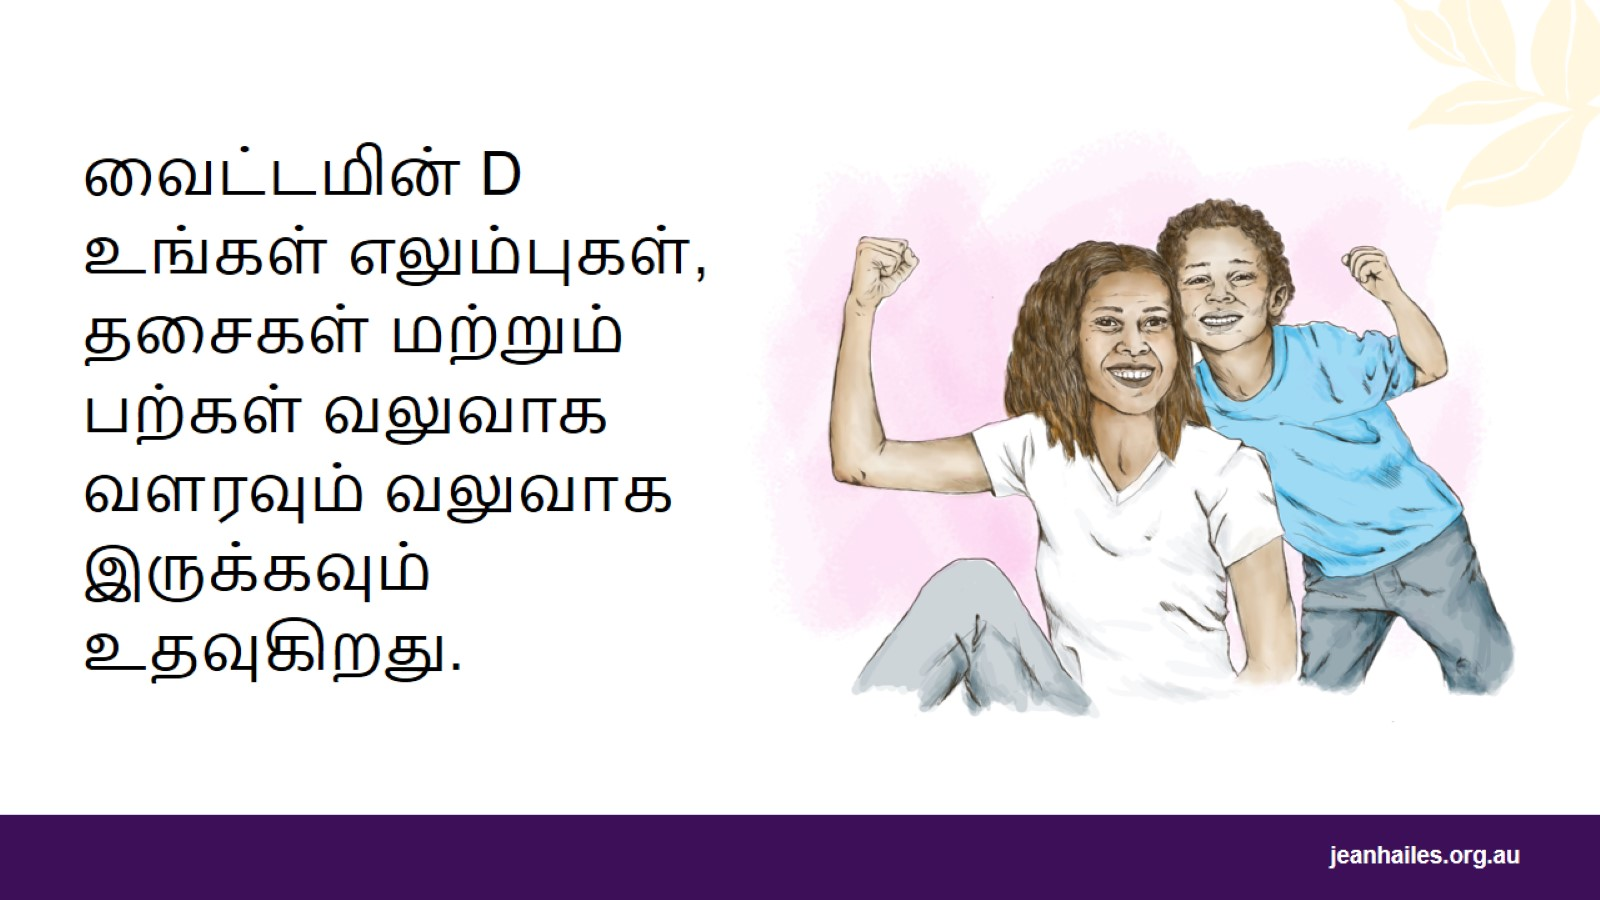 வைட்டமின் D
உங்கள் எலும்புகள்,
தசைகள் மற்றும்
பற்கள் வலுவாக
வளரவும் வலுவாக
இருக்கவும்
உதவுகிறது.
jeanhailes.org.au